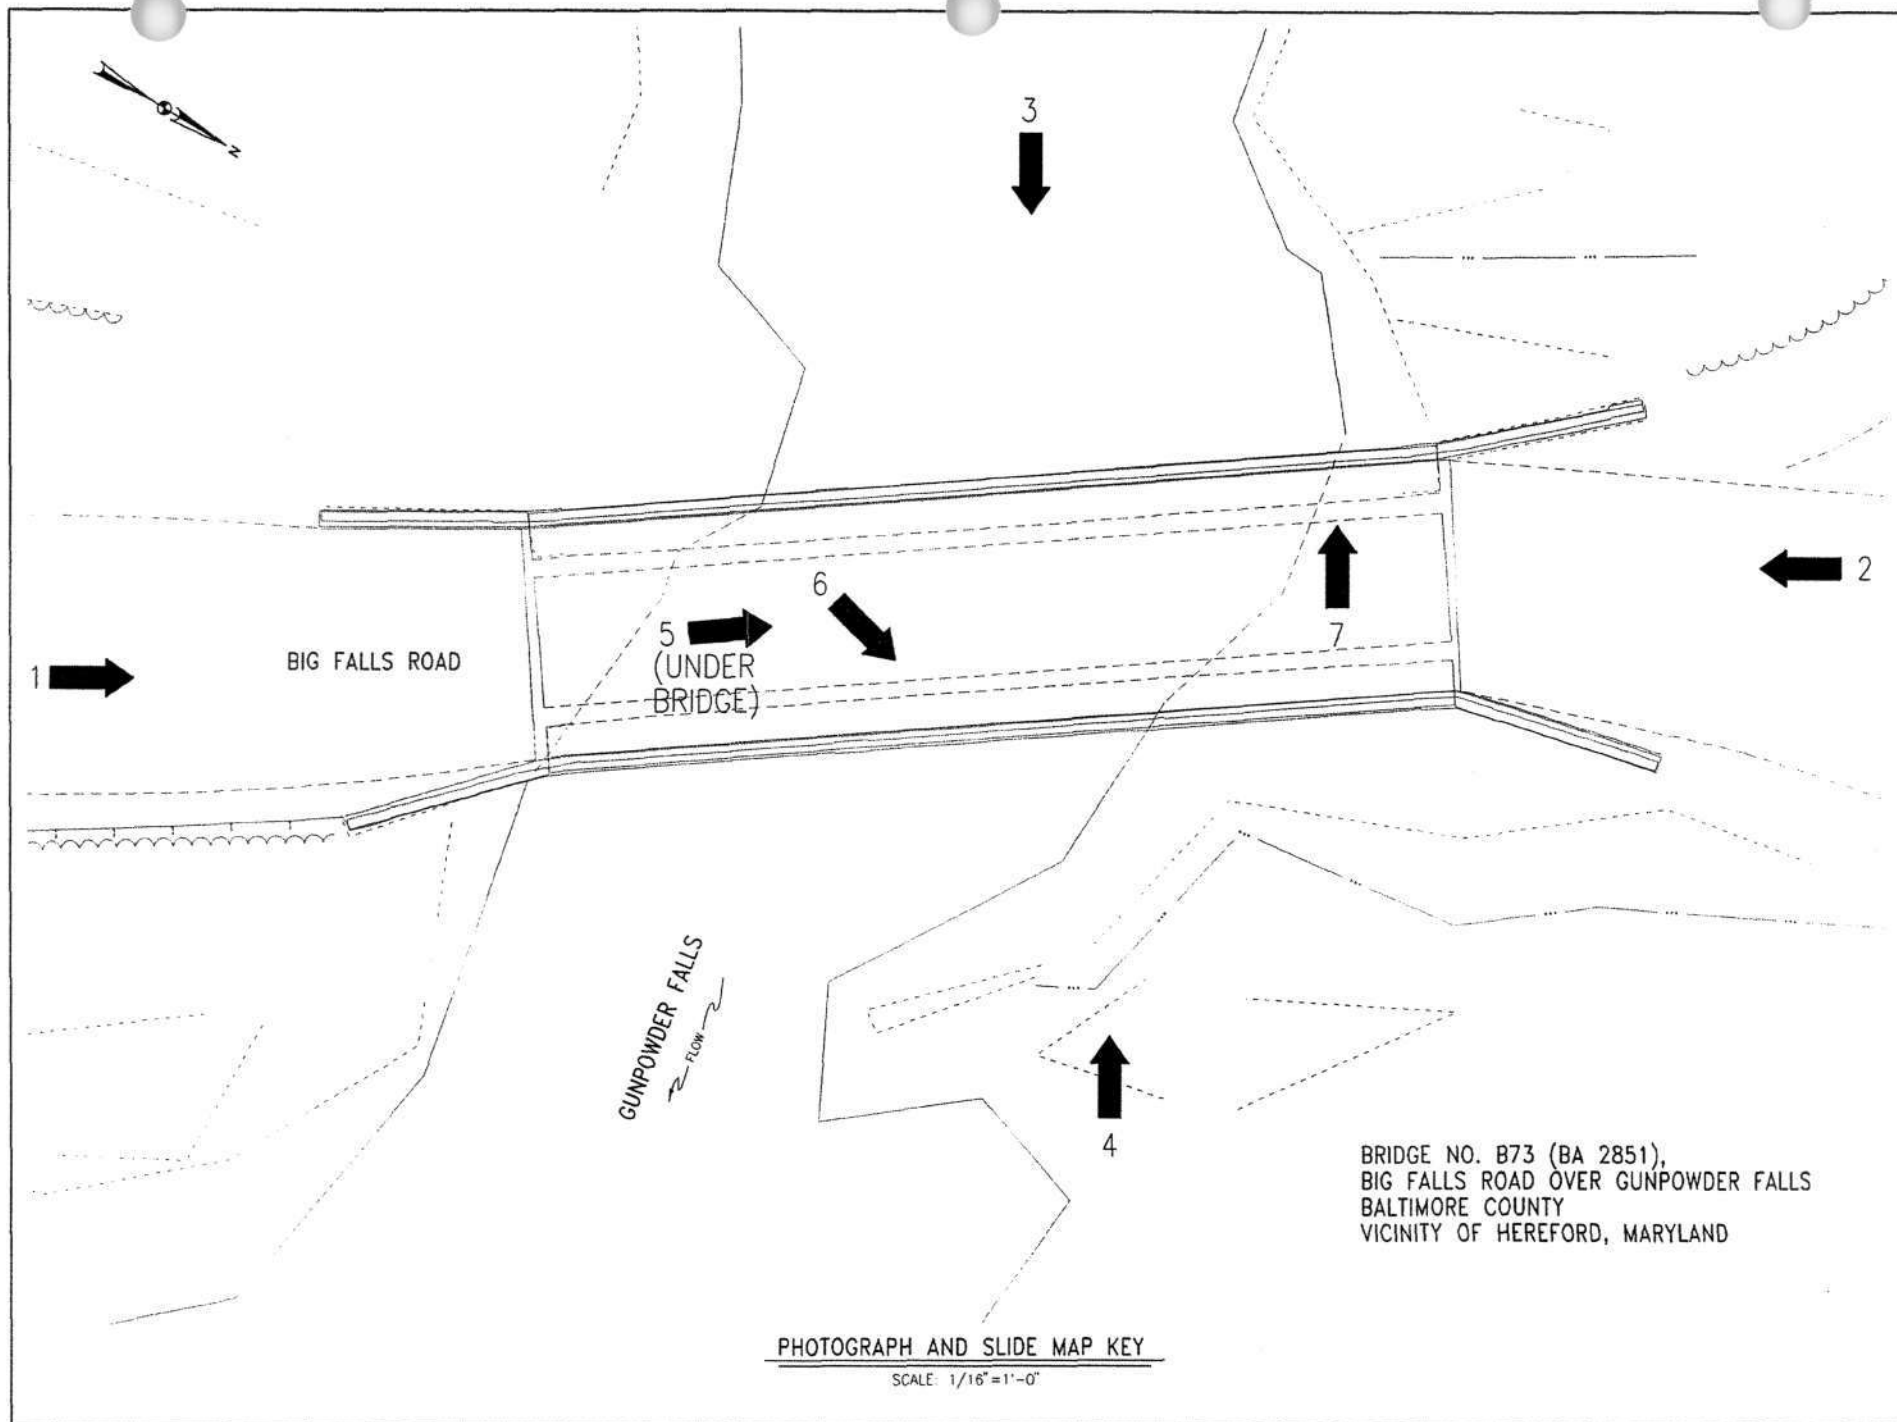 N
3
2
6
5
(UNDER
BRIDGE)
7
BIG FALLS ROAD
1
GUNPOWDER FALLS
FLOW
4
BRIDGE NO. B73 (BA 2851),
BIG FALLS ROAD OVER GUNPOWDER FALLS
BALTIMORE COUNTY
VICINITY OF HEREFORD, MARYLAND
PHOTOGRAPH AND SLIDE MAP KEY
SCALE: 1/16"=1'-0"